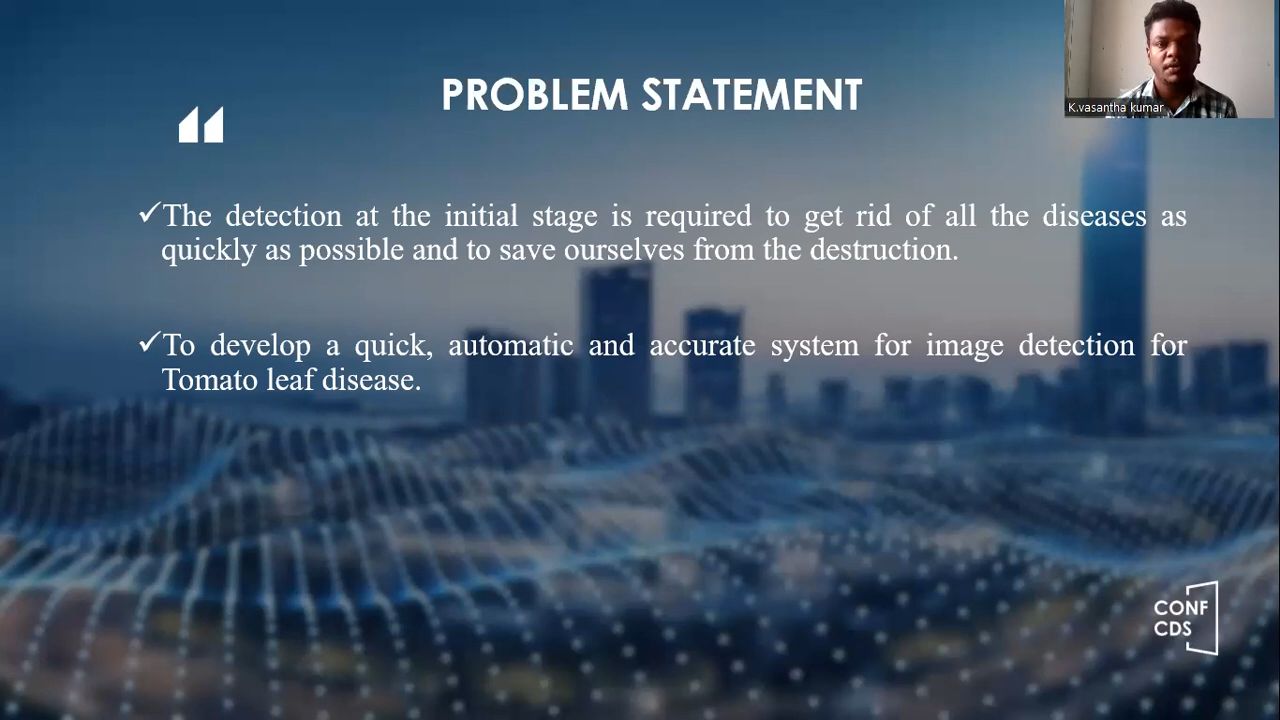 PROBLEM STATEMENT
K.vasantha kumar
✓The detection at the initial stage is required to get rid of all the diseases as
quickly as possible and to save ourselves from the destruction.
✓To develop a quick, automatic and accurate system for image detection for
Tomato leaf disease.
CONF
CDS